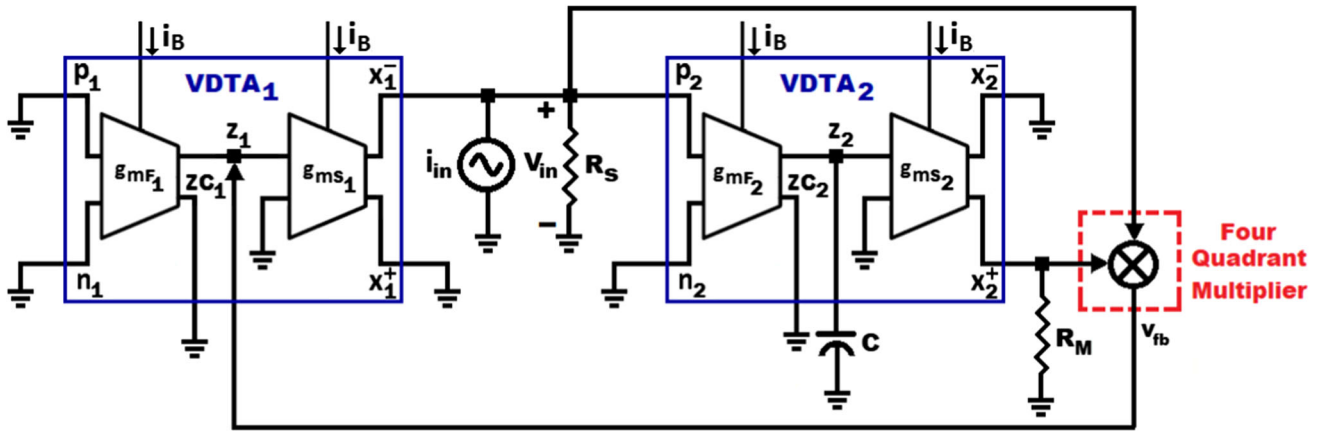 iB
iB
iB
iB
p1
VDTA1
x1−
p2
VDTA2
x2−
gmF1
z1
zc1
gmS1
iin
+
Vin
−
RS
gmF2
z2
zc2
gmS2
n1
x1+
n2
x2+
C
RM
Four
Quadrant
Multiplier
vfb